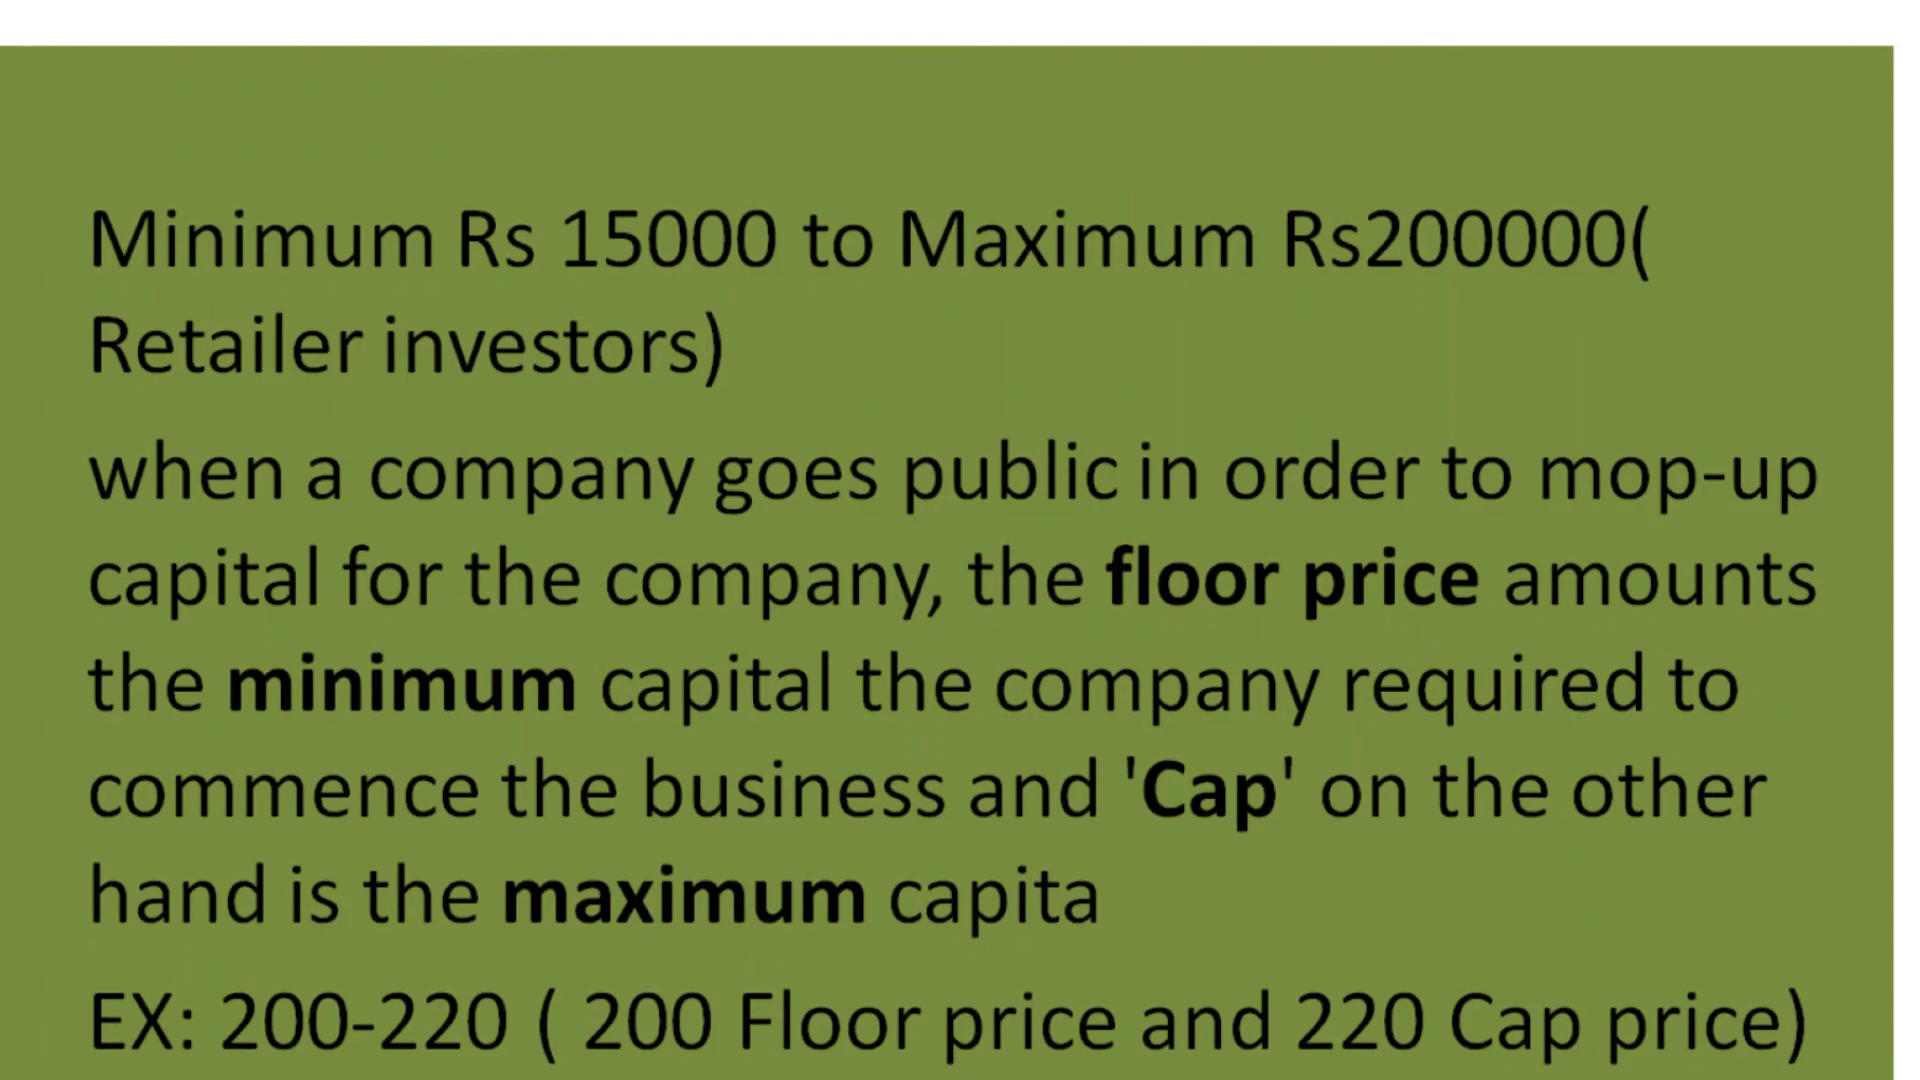 Minimum Rs 15000 to Maximum Rs200000(
Retailer investors)
when a company goes public in order to mop-up
capital for the company, the floor price amounts
the minimum capital the company required to
commence the business and 'Cap' on the other
hand is the maximum capita
EX: 200-220 ( 200 Floor price and 220 Cap price)